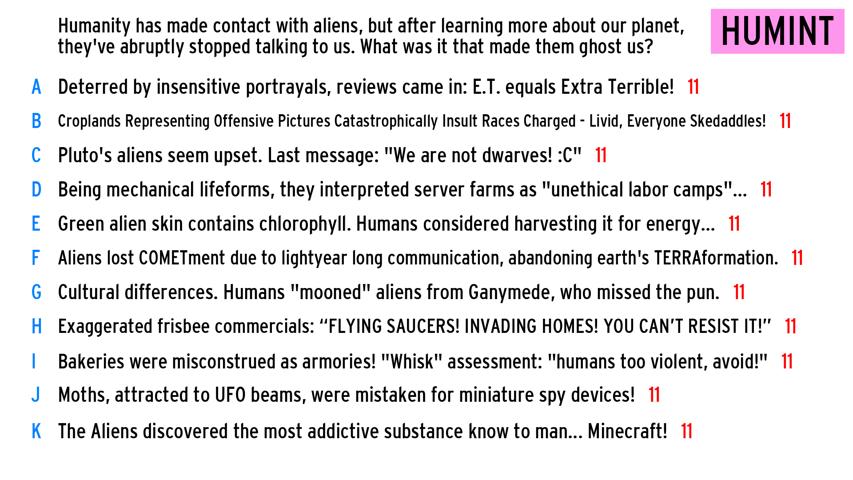 Humanity has made contact with aliens, but after learning more about our planet,
they've abruptly stopped talking to us. What was it that made them ghost us?
HUMINT
A Deterred by insensitive portrayals, reviews came in: E.T. equals Extra Terrible! 11
B Croplands Representing Offensive Pictures Catastrophically Insult Races Charged - Livid, Everyone Skedaddles! 11
C Pluto's aliens seem upset. Last message: "We are not dwarves! :C" 11
D Being mechanical lifeforms, they interpreted server farms as "unethical labor camps"... 11
E Green alien skin contains chlorophyll. Humans considered harvesting it for energy... 11
F Aliens lost COMETment due to lightyear long communication, abandoning earth's TERRAformation. 11
G Cultural differences. Humans "mooned" aliens from Ganymede, who missed the pun. 11
H Exaggerated frisbee commercials: “FLYING SAUCERS! INVADING HOMES! YOU CAN’T RESIST IT!” 11
I Bakeries were misconstrued as armories! "Whisk" assessment: "humans too violent, avoid!" 11
J Moths, attracted to UFO beams, were mistaken for miniature spy devices! 11
K The Aliens discovered the most addictive substance know to man... Minecraft! 11